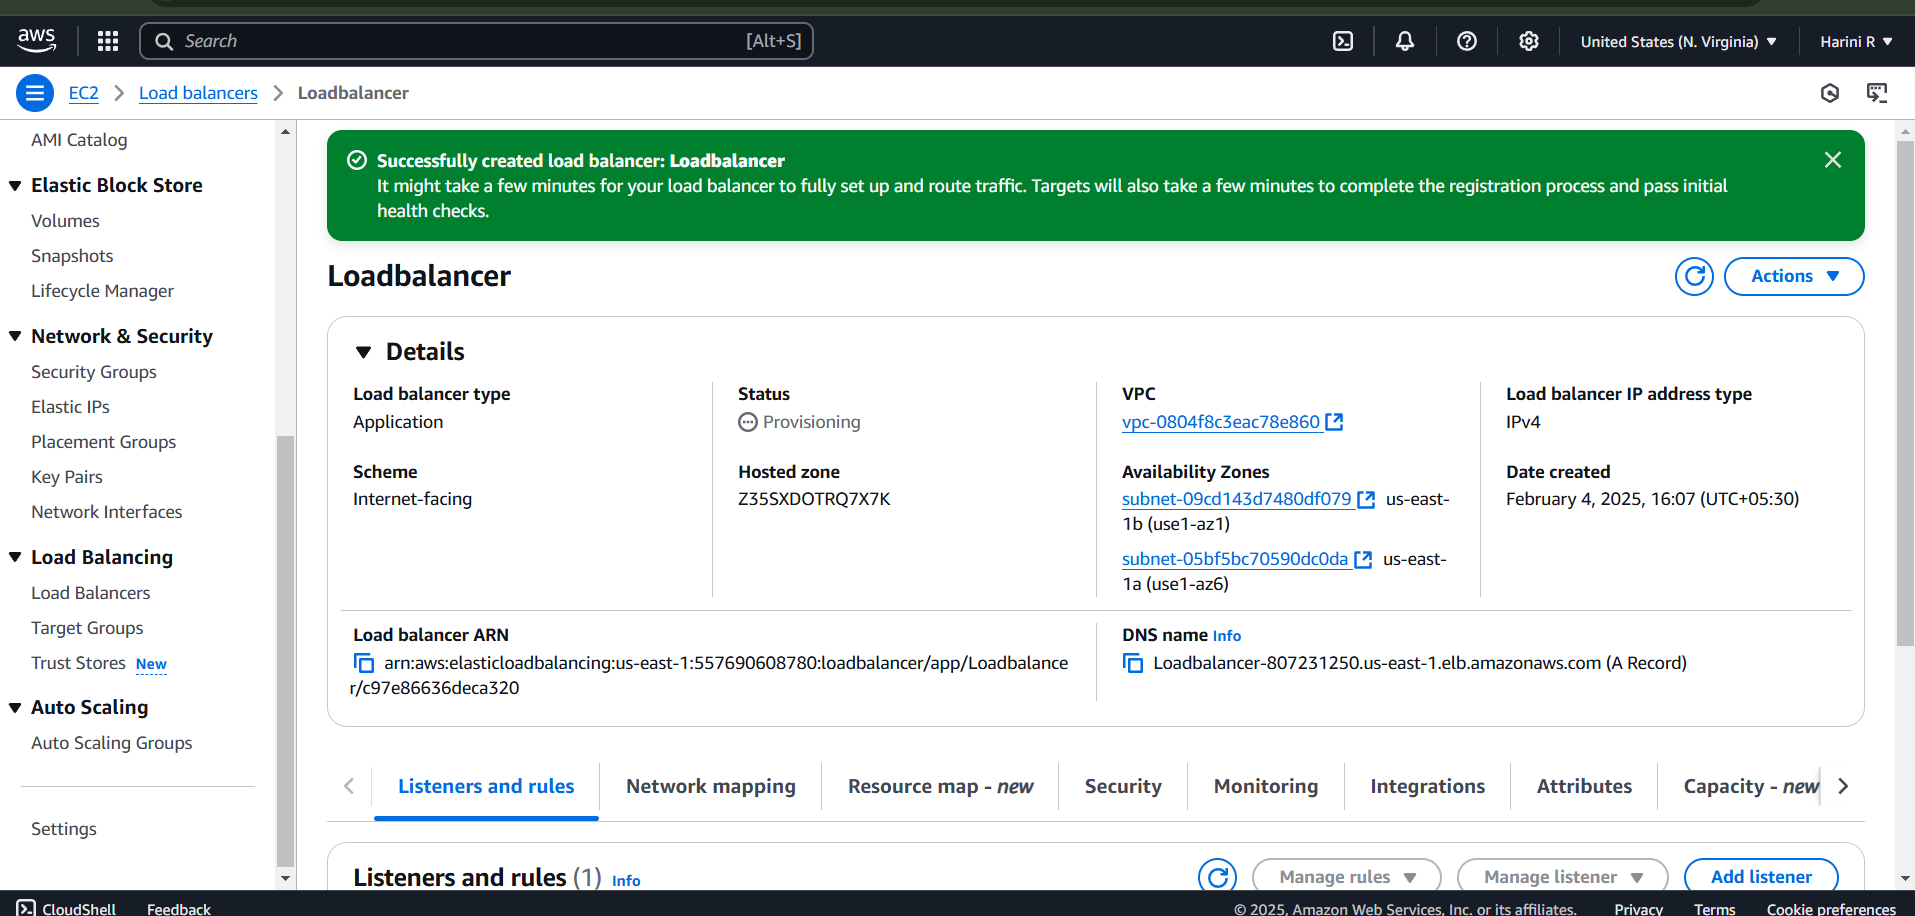 aws
Search [Alt+S]
United States (N. Virginia)
Harini R
EC2
Load balancers
Loadbalancer
AMI Catalog
Elastic Block Store
Volumes
Snapshots
Lifecycle Manager
Network & Security
Security Groups
Elastic IPs
Placement Groups
Key Pairs
Network Interfaces
Load Balancing
Load Balancers
Target Groups
Trust Stores New
Auto Scaling
Auto Scaling Groups
Settings
Successfully created load balancer: Loadbalancer
It might take a few minutes for your load balancer to fully set up and route traffic. Targets will also take a few minutes to complete the registration process and pass initial
health checks.
Loadbalancer
Actions
Details
Load balancer type
Application
Status
Provisioning
VPC
vpc-0804f8c3eac78e860
Load balancer IP address type
IPv4
Scheme
Internet-facing
Hosted zone
Z35SXDOTRQ7X7K
Availability Zones
subnet-09cd143d7480df079 us-east-
1b (use1-az1)
subnet-05bf5bc70590dc0da us-east-
1a (use1-az6)
Date created
February 4, 2025, 16:07 (UTC+05:30)
Load balancer ARN
arn:aws:elasticloadbalancing:us-east-1:557690608780:loadbalancer/app/Loadbalance
r/c97e86636deca320
DNS name Info
Loadbalancer-807231250.us-east-1.elb.amazonaws.com (A Record)
Listeners and rules
Network mapping
Resource map - new
Security
Monitoring
Integrations
Attributes
Capacity - new
Listeners and rules (1) Info
Manage rules
Manage listener
Add listener
CloudShell
Feedback
© 2025, Amazon Web Services, Inc. or its affiliates.
Privacy
Terms
Cookie preferences